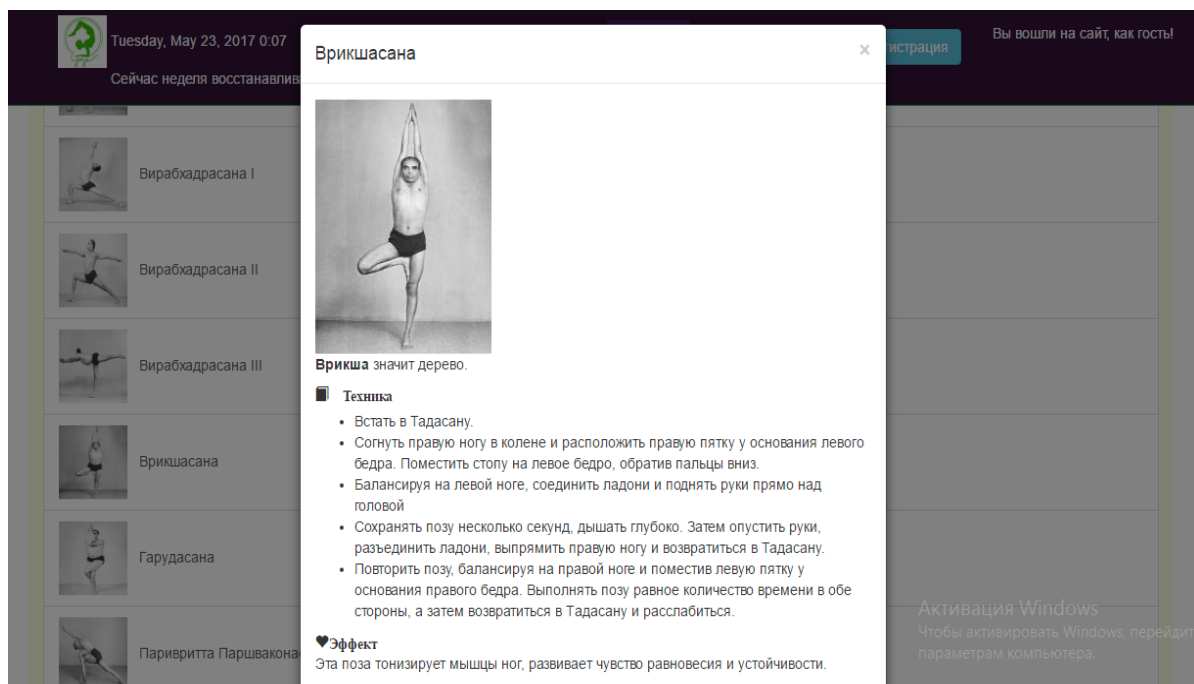 Tuesday, May 23, 2017 0:07
Сейчас неделя восстанавлив
истрация
Вы вошли на сайт, как гость!
Вирабхадрасана I
Вирабхадрасана II
Вирабхадрасана III
Врикшасана
Гарудасана
Паривритта Паршвакона
Врикшасана
×
Врикша значит дерево.
Техника
• Встать в Тадасану.
• Согнуть правую ногу в колене и расположить правую пятку у основания левого
бедра. Поместить стопу на левое бедро, обратив пальцы вниз.
• Балансируя на левой ноге, соединить ладони и поднять руки прямо над
головой
• Сохранять позу несколько секунд, дышать глубоко. Затем опустить руки,
разъединить ладони, выпрямить правую ногу и возвратиться в Тадасану.
• Повторить позу, балансируя на правой ноге и поместив левую пятку у
основания правого бедра. Выполнять позу равное количество времени в обе
стороны, а затем возвратиться в Тадасану и расслабиться.
Эффект
Эта поза тонизирует мышцы ног, развивает чувство равновесия и устойчивости.
Активация Windows
Чтобы активировать Windows, перейдит
параметрам компьютера.